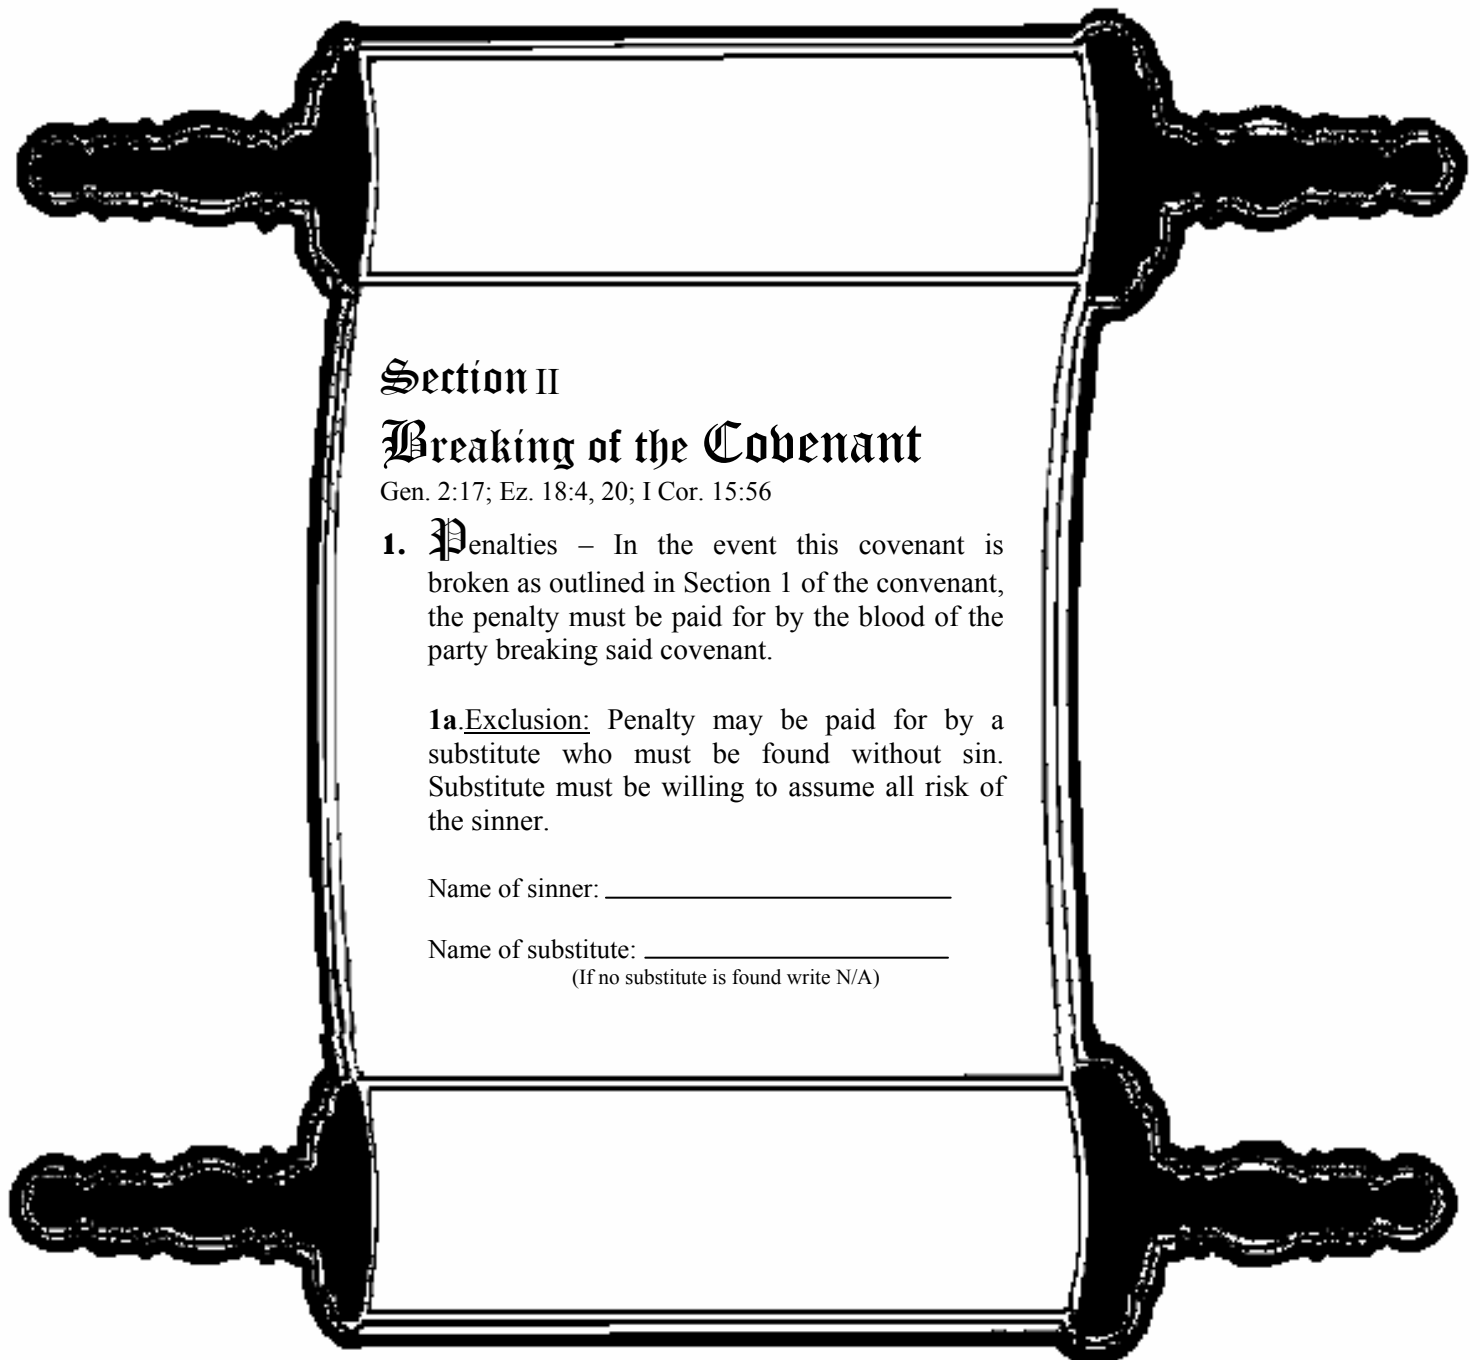 Section II
Breaking of the Covenant
Gen. 2:17; Ez. 18:4, 20; I Cor. 15:56
1. Penalties – In the event this covenant is
broken as outlined in Section 1 of the convenant,
the penalty must be paid for by the blood of the
party breaking said covenant.
1a.Exclusion: Penalty may be paid for by a
substitute who must be found without sin.
Substitute must be willing to assume all risk of
the sinner.
Name of sinner:
Name of substitute:
(If no substitute is found write N/A)